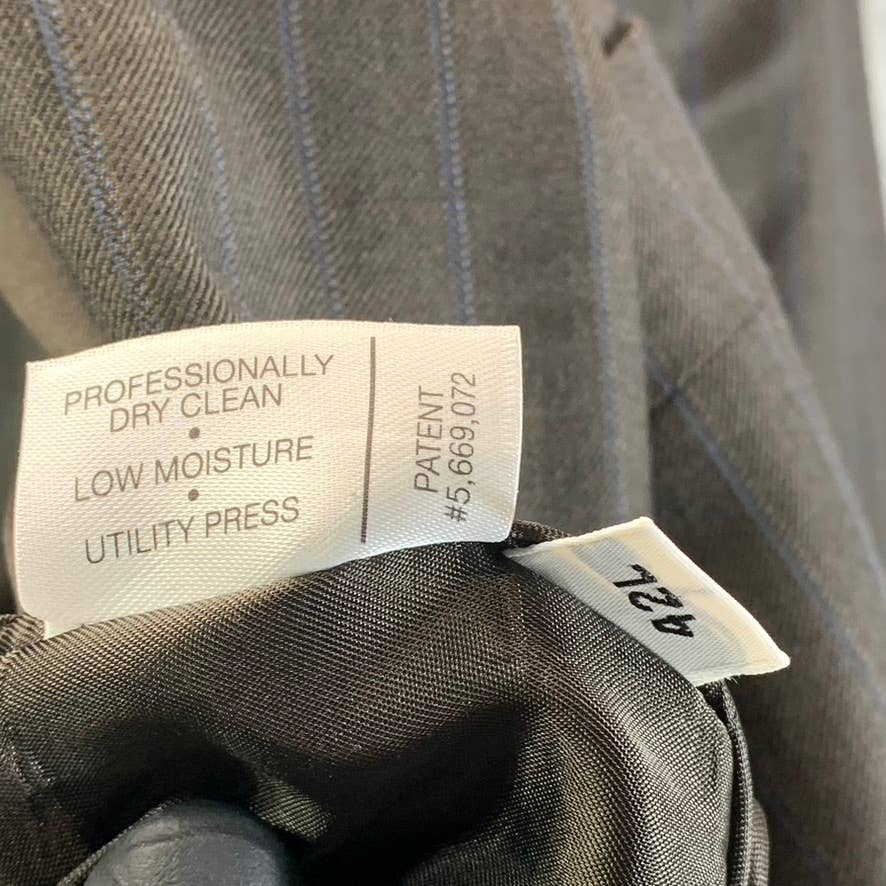 PROFESSIONALLY
DRY CLEAN
•
LOW MOISTURE
•
UTILITY PRESS
PATENT
#5,669,072
42L